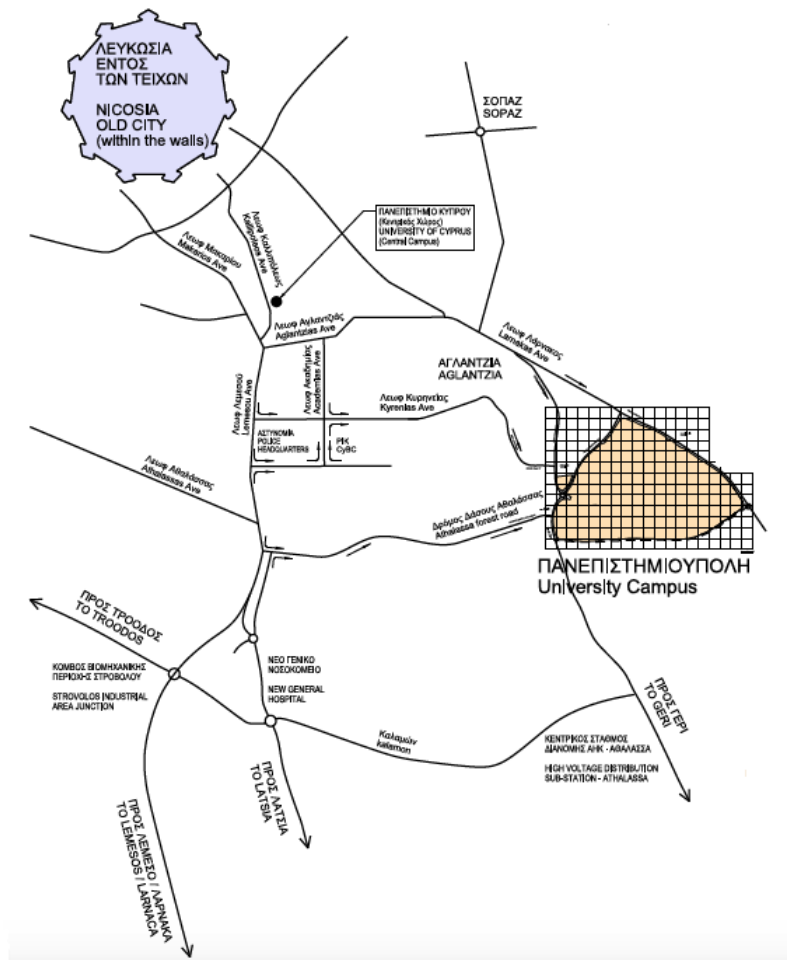 ΛΕΥΚΩΣΙΑ
ΕΝΤΟΣ
ΤΩΝ ΤΕΙΧΩΝ
NICOSIA
OLD CITY
(within the walls)
ΣΟΠΑΖ
SOPAZ
ΠΑΝΕΠΙΣΤΗΜΙΟ ΚΥΠΡΟΥ
(Κεντρικός Χώρος)
UNIVERSITY OF CYPRUS
(Central Campus)
Λεωφ Μακαρίου
Makarios Ave
Λεωφ Καλλιπόλεως
Kallipoleos Ave
Λεωφ Αγλαντζιάς
Aglantzias Ave
Λεωφ Λάρνακος
Larnakas Ave
ΑΓΛΑΝΤΖΙΑ
AGLANTZIA
Λεωφ Λεμεσού
Lemesou Ave
Λεωφ Ακαδημίας
Academias Ave
Λεωφ Κυρηνείας
Kyrenias Ave
ΑΣΤΥΝΟΜΙΑ
POLICE
HEADQUARTERS
ΡΙΚ
CyBC
Λεωφ Αθαλάσσας
Athalassas Ave
Δρόμος Δάσους Αθαλάσσας
Athalassa forest road
ΠΑΝΕΠΙΣΤΗΜΙΟΥΠΟΛΗ
University Campus
ΠΡΟΣ ΤΡΟΟΔΟΣ
TO TROODOS
ΚΟΜΒΟΣ ΒΙΟΜΗΧΑΝΙΚΗΣ
ΠΕΡΙΟΧΗΣ ΣΤΡΟΒΟΛΟΥ
STROVOLOS INDUSTRIAL
AREA JUNCTION
ΝΕΟ ΓΕΝΙΚΟ
ΝΟΣΟΚΟΜΕΙΟ
NEW GENERAL
HOSPITAL
ΠΡΟΣ ΓΕΡΙ
TO GERI
Καλαμών
kalamon
ΚΕΝΤΡΙΚΟΣ ΣΤΑΘΜΟΣ
ΔΙΑΝΟΜΗΣ ΑΗΚ - ΑΘΑΛΑΣΣΑ
HIGH VOLTAGE DISTRIBUTION
SUB-STATION - ATHALASSA
ΠΡΟΣ ΛΑΤΣΙΑ
TO LATSIA
ΠΡΟΣ ΛΕΜΕΣΟ / ΛΑΡΝΑΚΑ
TO LEMESOS / LARNACA